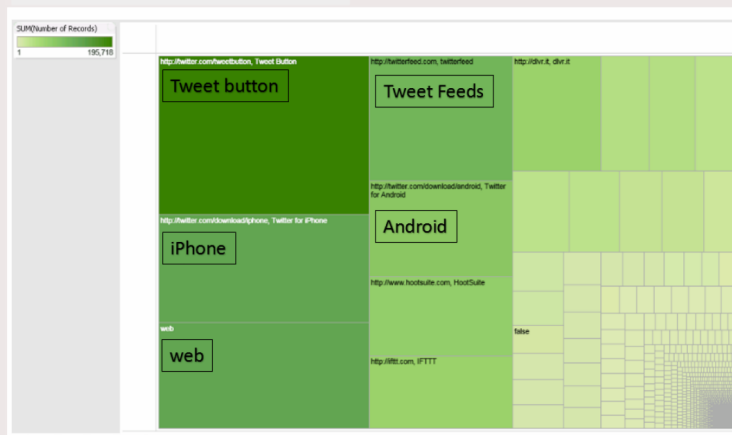 SUM(Number of Records)
1 195,718
http://twitter.com/tweetbutton, Tweet Button
Tweet button
http://twitterfeed.com, twitterfeed
Tweet Feeds
http://dlvr.it, dlvr.it
http://twitter.com/download/android, Twitter
for Android
Android
http://twitter.com/download/iphone, Twitter for iPhone
iPhone
http://www.hootsuite.com, HootSuite
web
web
false
http://ifttt.com, IFTTT